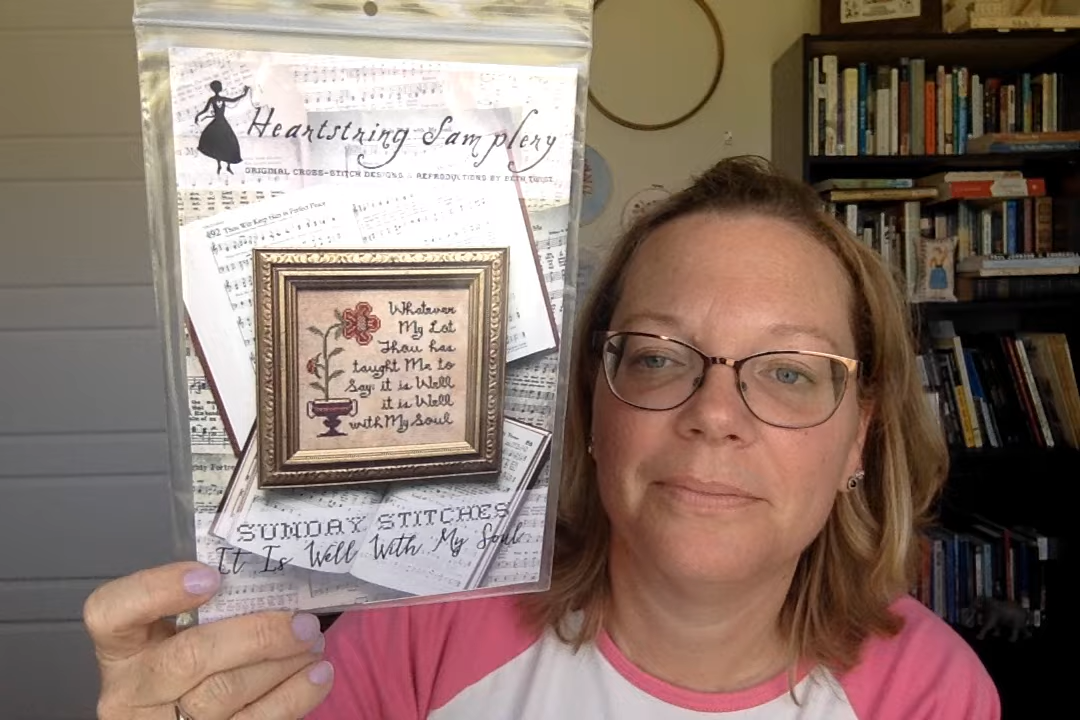 Heartstring Samplery
ORIGINAL CROSS-STITCH DESIGNS & REPRODUCTIONS BY BETH TWIST
492 Thou Wilt Keep Him in Perfect Peace
Whatever
My Lot
Thou has
taught Me to
Say: it is Well
it is Well
with My Soul
SUNDAY STITCHES
It Is Well With My Soul